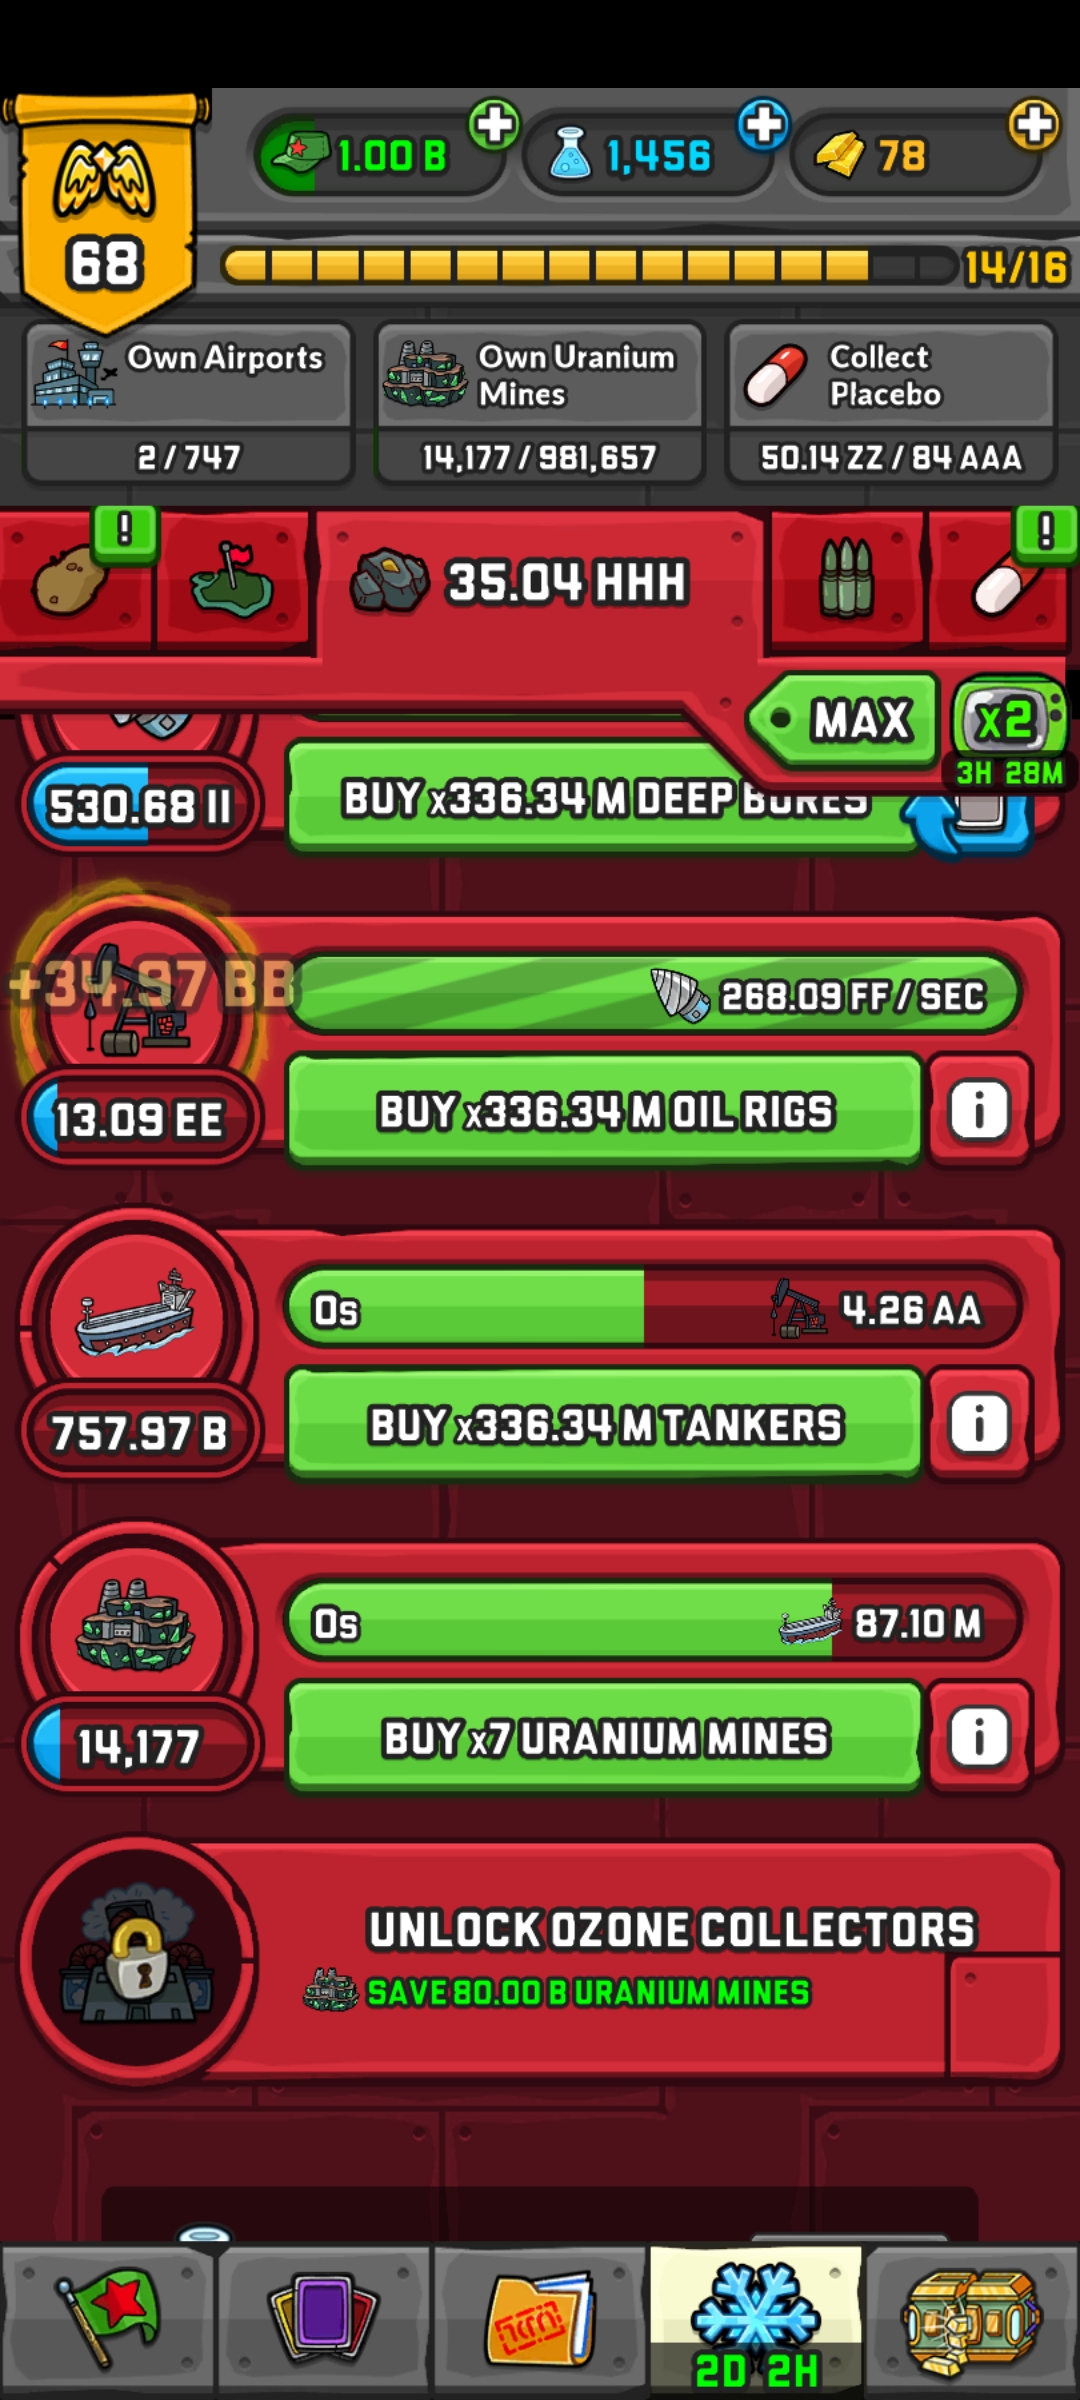 68
1.00 B
1,456
78
14/16
Own Airports
2 / 747
Own Uranium
Mines
14,177 / 981,657
Collect
Placebo
50.14 ZZ / 84 AAA
!
35.04 HHH
!
MAX
x2
3H 28M
530.68 II
BUY x336.34 M DEEP BORES
+34.97 BB
268.09 FF / SEC
13.09 EE
BUY x336.34 M OIL RIGS
i
0s
4.26 AA
757.97 B
BUY x336.34 M TANKERS
i
0s
87.10 M
14,177
BUY x7 URANIUM MINES
i
UNLOCK OZONE COLLECTORS
SAVE 80.00 B URANIUM MINES
2D 2H